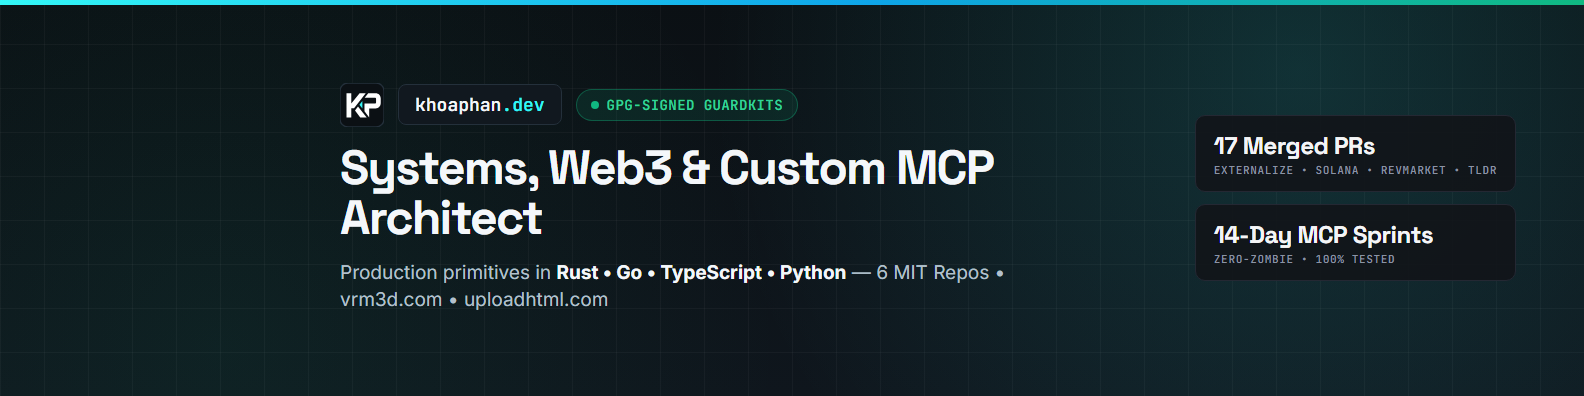 KP
khoaphan.dev
GPG-SIGNED GUARDKITS
Systems, Web3 & Custom MCP
Architect
Production primitives in Rust • Go • TypeScript • Python — 6 MIT Repos •
vrm3d.com • uploadhtml.com
17 Merged PRs
EXTERNALIZE • SOLANA • REVMARKET • TLDR
14-Day MCP Sprints
ZERO-ZOMBIE • 100% TESTED